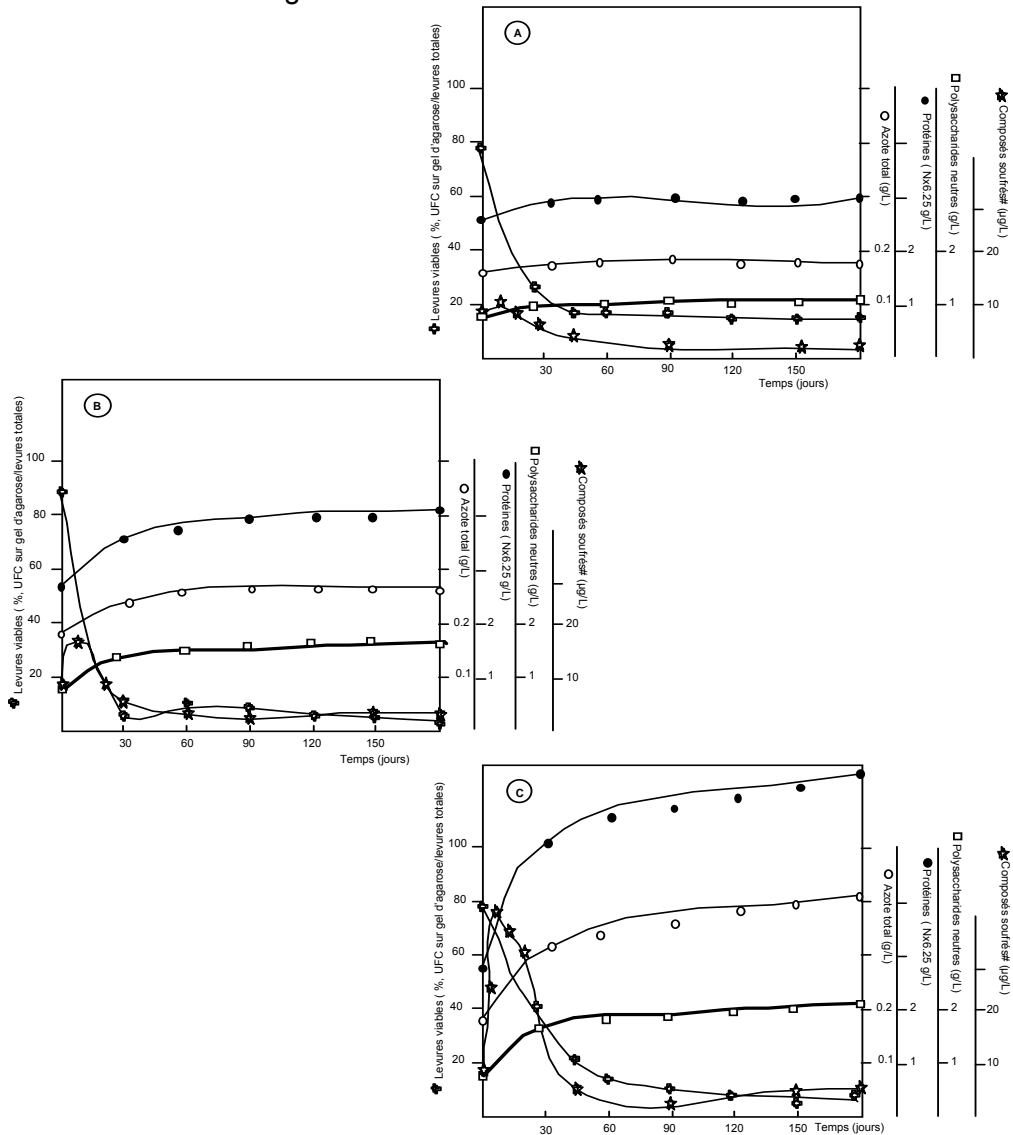 g
A
Levures viables ( %, UFC sur gel d'agarose/levures totales)
100
80
60
40
20
30
60
90
120
150
Temps (jours)
Azote total (g/L)
0.2
0.1
Protéines ( Nx6.25 g/L)
2
1
Polysaccharides neutres (g/L)
2
1
Composés soufrés# (µg/L)
20
10
B
Levures viables ( %, UFC sur gel d'agarose/levures totales)
100
80
60
40
20
30
60
90
120
150
Temps (jours)
Azote total (g/L)
0.2
0.1
Protéines ( Nx6.25 g/L)
2
1
Polysaccharides neutres (g/L)
2
1
Composés soufrés# (µg/L)
20
10
C
Levures viables ( %, UFC sur gel d'agarose/levures totales)
100
80
60
40
20
30
60
90
120
150
Temps (jours)
Azote total (g/L)
0.2
0.1
Protéines ( Nx6.25 g/L)
2
1
Polysaccharides neutres (g/L)
2
1
Composés soufrés# (µg/L)
20
10